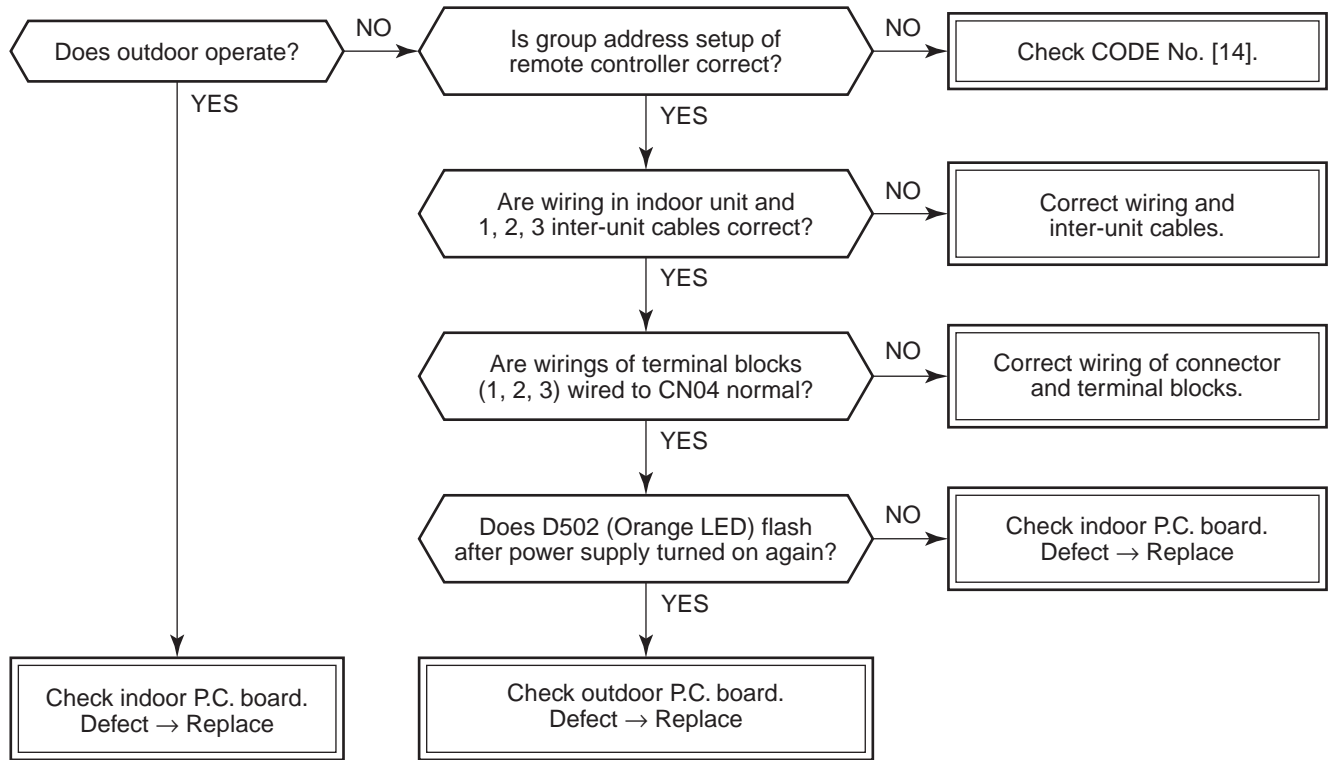 Does outdoor operate?
NO
Is group address setup of
remote controller correct?
NO
Check CODE No. [14].
YES
YES
Are wiring in indoor unit and
1, 2, 3 inter-unit cables correct?
NO
Correct wiring and
inter-unit cables.
YES
Are wirings of terminal blocks
(1, 2, 3) wired to CN04 normal?
NO
Correct wiring of connector
and terminal blocks.
YES
Does D502 (Orange LED) flash
after power supply turned on again?
NO
Check indoor P.C. board.
Defect → Replace
YES
Check indoor P.C. board.
Defect → Replace
Check outdoor P.C. board.
Defect → Replace